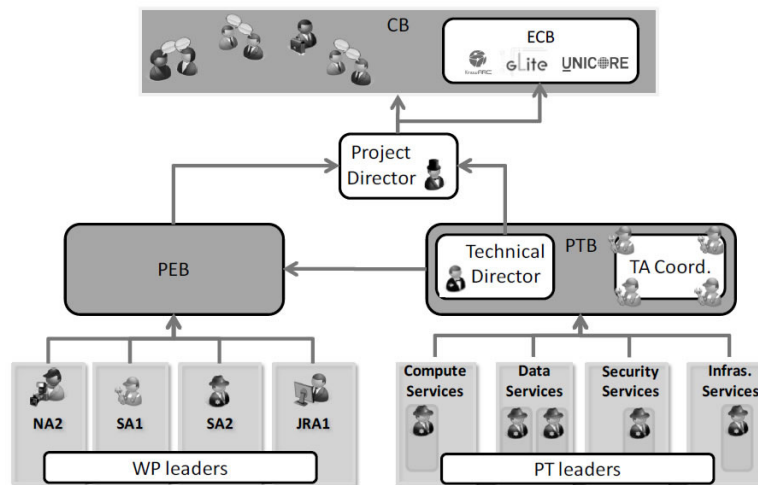 CB
ECB
NorduARC
gLite
UNICORE
Project
Director
PEB
Technical
Director
PTB
TA Coord.
NA2
SA1
SA2
JRA1
WP leaders
Compute
Services
Data
Services
Security
Services
Infras.
Services
PT leaders